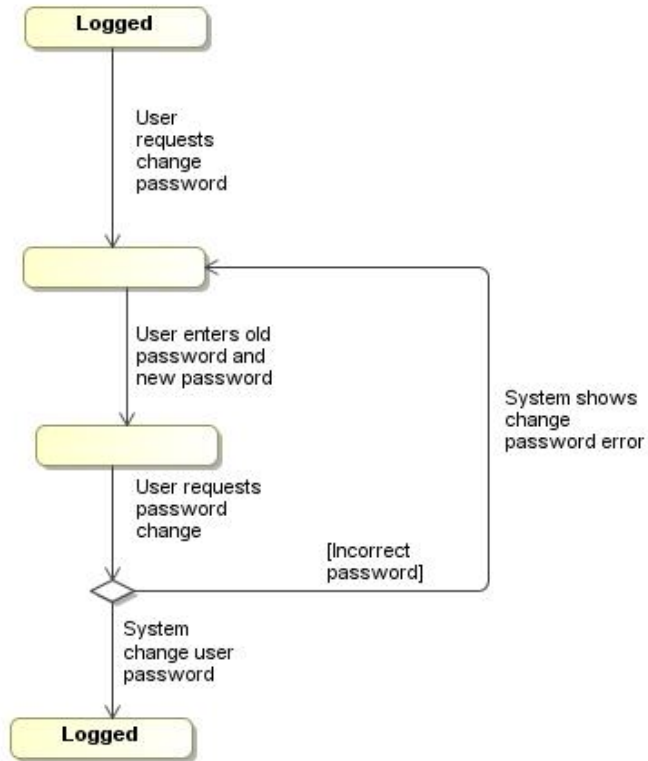 Logged
User
requests
change
password
User enters old
password and
new password
System shows
change
password error
User requests
password
change
[Incorrect
password]
System
change user
password
Logged